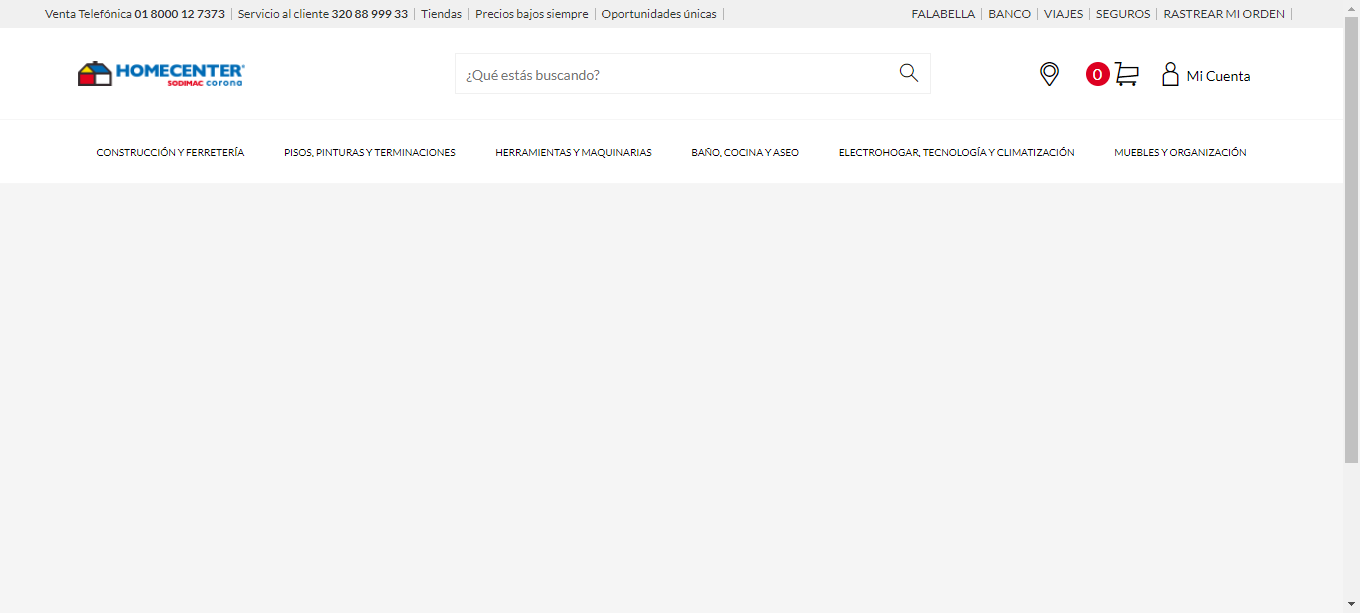 Venta Telefónica 01 8000 12 7373 | Servicio al cliente 320 88 999 33 | Tiendas | Precios bajos siempre | Oportunidades únicas | FALABELLA | BANCO | VIAJES | SEGUROS | RASTREAR MI ORDEN |
HOMECENTER
SODIMAC corona
¿Qué estás buscando?
0
Mi Cuenta
CONSTRUCCIÓN Y FERRETERÍA PISOS, PINTURAS Y TERMINACIONES HERRAMIENTAS Y MAQUINARIAS BAÑO, COCINA Y ASEO ELECTROHOGAR, TECNOLOGÍA Y CLIMATIZACIÓN MUEBLES Y ORGANIZACIÓN